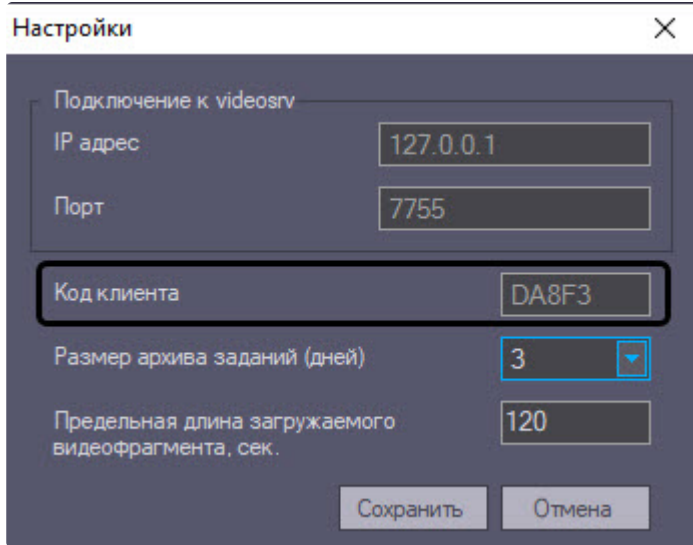 Настройки
Подключение к videosrv
IP адрес 127.0.0.1
Порт 7755
Код клиента DA8F3
Размер архива заданий (дней) 3
Предельная длина загружаемого 120
видеофрагмента, сек.
Сохранить Отмена